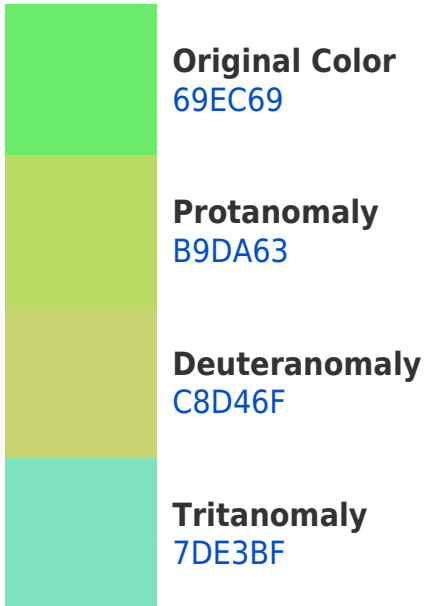 Original Color
69EC69
Protanomaly
B9DA63
Deuteranomaly
C8D46F
Tritanomaly
7DE3BF